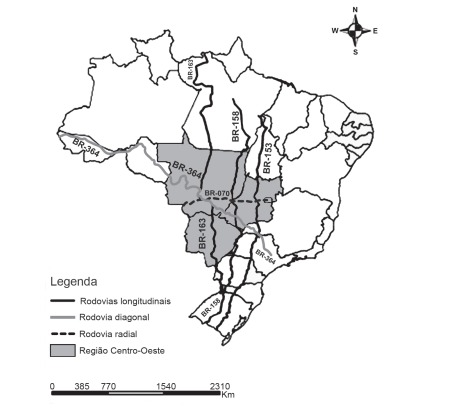 N
W E
S
BR-163
BR-158
BR-153
BR-364
BR-364
BR-070
BR-163
BR-364
BR-158
Legenda
Rodovias longitudinais
Rodovia diagonal
Rodovia radial
Região Centro-Oeste
0 385 770 1540 2310
Km